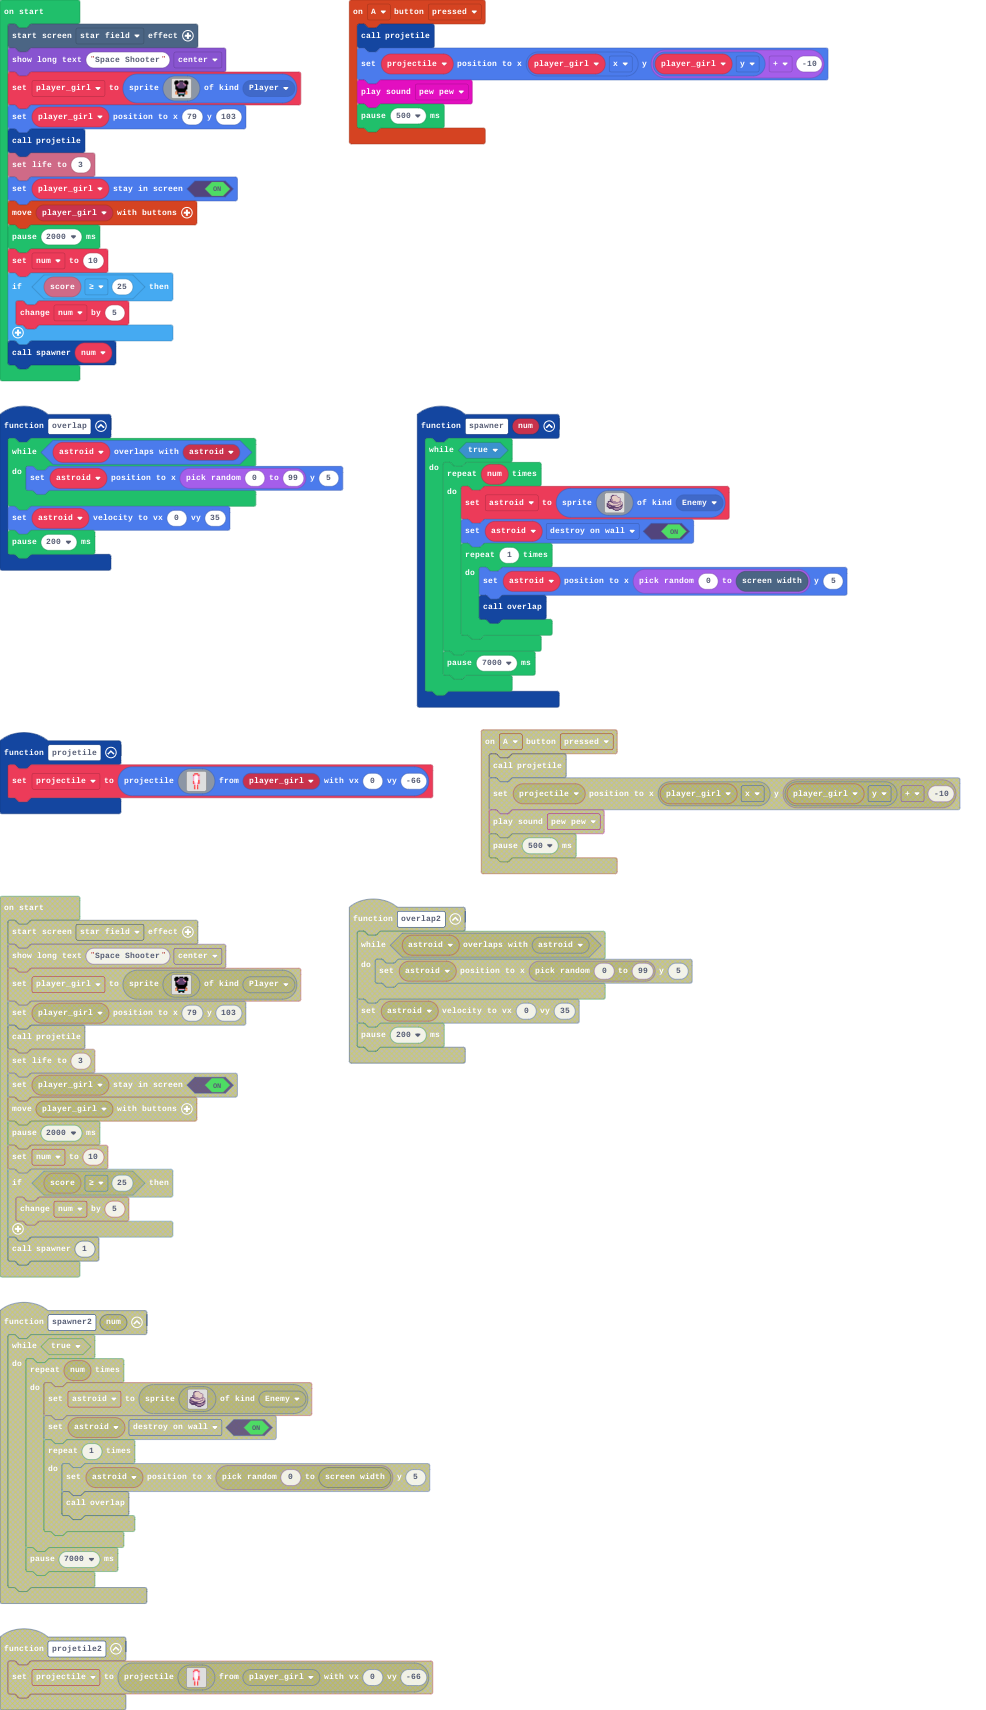 on start
start screen star field effect
show long text "Space Shooter" center
set player_girl to sprite of kind Player
set player_girl position to x 79 y 103
call projetile
set life to 3
set player_girl stay in screen ON
move player_girl with buttons
pause 2000 ms
set num to 10
if score ≥ 25 then
change num by 5
call spawner num
on A button pressed
call projetile
set projectile position to x player_girl x y player_girl y + -10
play sound pew pew
pause 500 ms
function overlap
while astroid overlaps with astroid
do set astroid position to x pick random 0 to 99 y 5
set astroid velocity to vx 0 vy 35
pause 200 ms
function spawner num
while true
do
repeat num times
do
set astroid to sprite of kind Enemy
set astroid destroy on wall ON
repeat 1 times
do
set astroid position to x pick random 0 to screen width y 5
call overlap
pause 7000 ms
function projetile
set projectile to projectile from player_girl with vx 0 vy -66
on A button pressed
call projetile
set projectile position to x player_girl x y player_girl y + -10
play sound pew pew
pause 500 ms
on start
start screen star field effect
show long text "Space Shooter" center
set player_girl to sprite of kind Player
set player_girl position to x 79 y 103
call projetile
set life to 3
set player_girl stay in screen ON
move player_girl with buttons
pause 2000 ms
set num to 10
if score ≥ 25 then
change num by 5
call spawner 1
function overlap2
while astroid overlaps with astroid
do
set astroid position to x pick random 0 to 99 y 5
set astroid velocity to vx 0 vy 35
pause 200 ms
function spawner2 num
while true
do
repeat num times
do
set astroid to sprite of kind Enemy
set astroid destroy on wall ON
repeat 1 times
do
set astroid position to x pick random 0 to screen width y 5
call overlap
pause 7000 ms
function projetile2
set projectile to projectile from player_girl with vx 0 vy -66